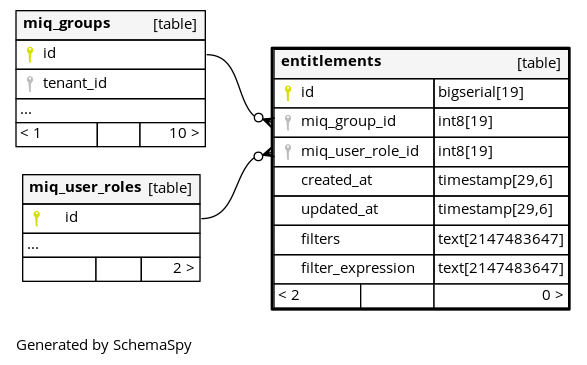 miq_groups [table]
id
tenant_id
...
< 1 10 >
miq_user_roles [table]
id
...
2 >
entitlements [table]
id bigserial[19]
miq_group_id int8[19]
miq_user_role_id int8[19]
created_at timestamp[29,6]
updated_at timestamp[29,6]
filters text[2147483647]
filter_expression text[2147483647]
< 2 0 >
Generated by SchemaSpy